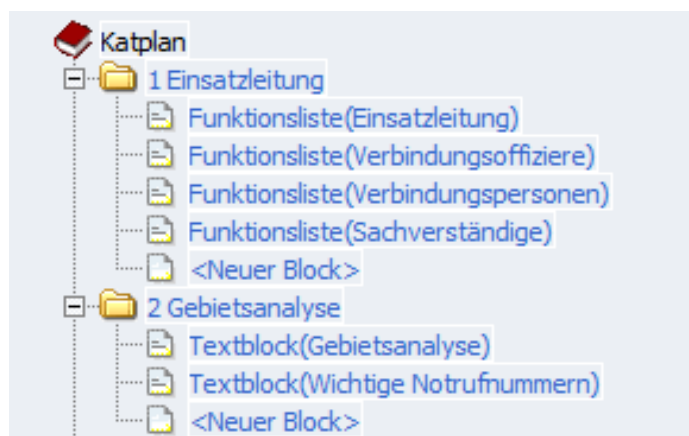 Katplan
1 Einsatzleitung
Funktionsliste(Einsatzleitung)
Funktionsliste(Verbindungsoffiziere)
Funktionsliste(Verbindungspersonen)
Funktionsliste(Sachverständige)
<Neuer Block>
2 Gebietsanalyse
Textblock(Gebietsanalyse)
Textblock(Wichtige Notrufnummern)
<Neuer Block>